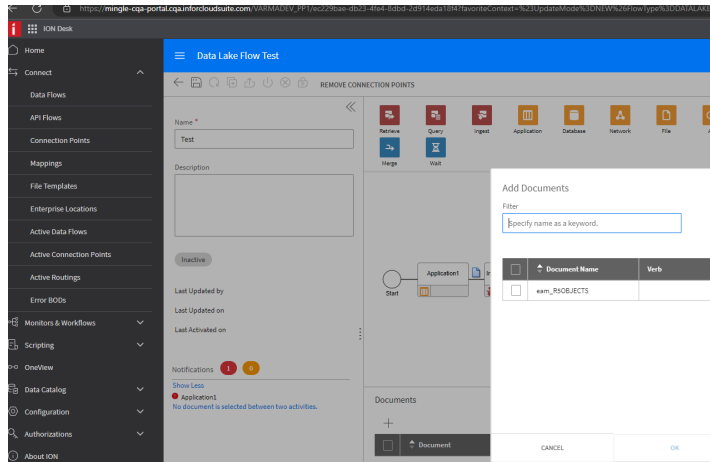 https://mingle-cqa-portal.cqa.inforcloudsuite.com/VARMADEV_PP1/ec229bae-db23-4fe4-8dbd-2d914eda18f4?favoriteContext=%23UpdateMode%3DNEW%26FlowType%3DDATALAKE
ION Desk
Home
Connect
Data Flows
API Flows
Connection Points
Mappings
File Templates
Enterprise Locations
Active Data Flows
Active Connection Points
Active Routings
Error BODs
Monitors & Workflows
Scripting
OneView
Data Catalog
Configuration
Authorizations
About ION
Data Lake Flow Test
REMOVE CONNECTION POINTS
Name *
Test
Description
Inactive
Last Updated by
Last Updated on
Last Activated on
Notifications 1 0
Show Less
Application1
No document is selected between two activities.
Retrieve Query Ingest Application Database Network File
Merge Wait
Start
Application1
Documents
Document
Add Documents
Filter
Specify name as a keyword.
Document Name Verb
eam_R5OBJECTS
CANCEL OK